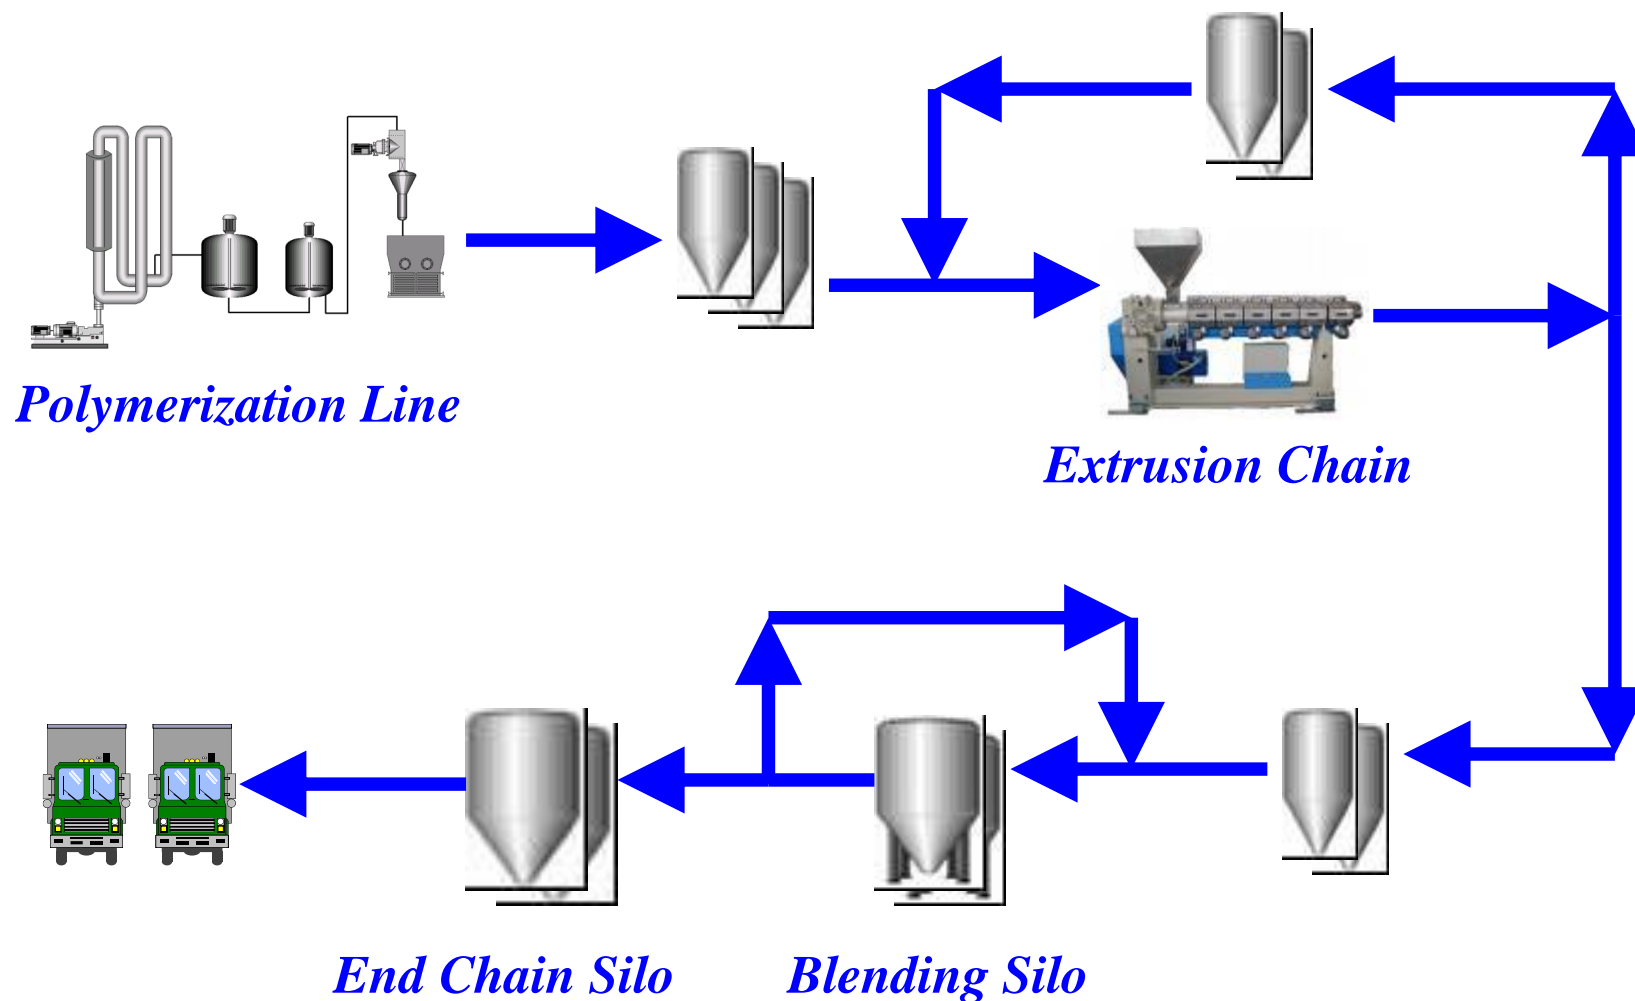 Polymerization Line
Extrusion Chain
End Chain Silo
Blending Silo